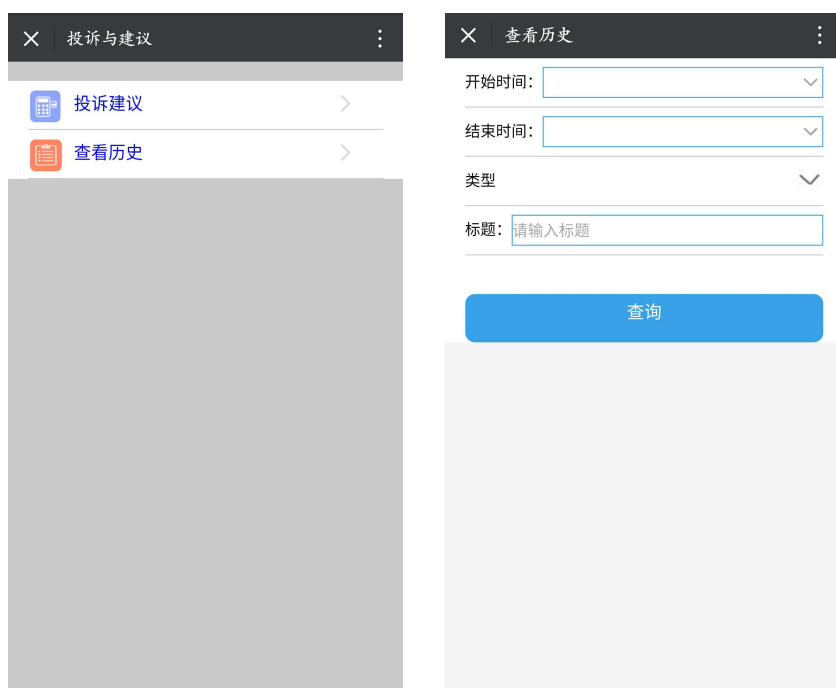 投诉与建议
投诉建议
查看历史
查看历史
开始时间：
结束时间：
类型
标题：请输入标题
查询